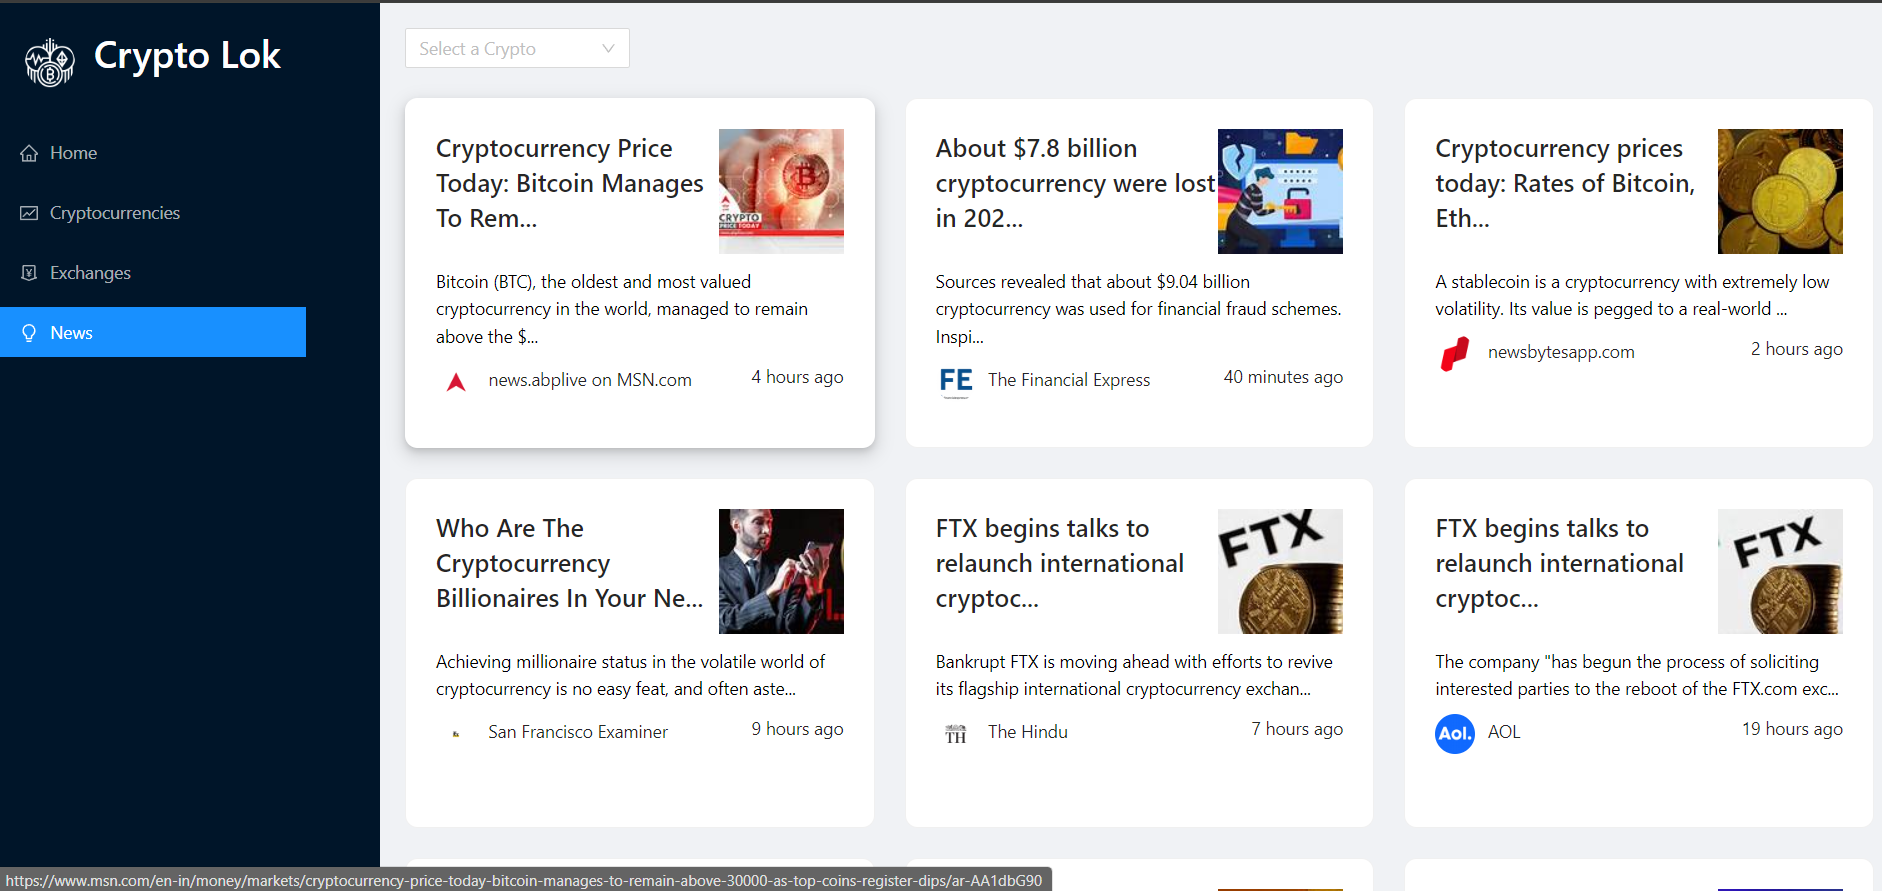 Crypto Lok
Home
Cryptocurrencies
Exchanges
News
Select a Crypto
Cryptocurrency Price
Today: Bitcoin Manages
To Rem...
CRYPTO
PRICE TODAY
Bitcoin (BTC), the oldest and most valued
cryptocurrency in the world, managed to remain
above the $...
news.abplive on MSN.com
4 hours ago
About $7.8 billion
cryptocurrency were lost
in 202...
Sources revealed that about $9.04 billion
cryptocurrency was used for financial fraud schemes.
Inspi...
FE
The Financial Express
40 minutes ago
Cryptocurrency prices
today: Rates of Bitcoin,
Eth...
A stablecoin is a cryptocurrency with extremely low
volatility. Its value is pegged to a real-world ...
newsbytesapp.com
2 hours ago
Who Are The
Cryptocurrency
Billionaires In Your Ne...
Achieving millionaire status in the volatile world of
cryptocurrency is no easy feat, and often aste...
San Francisco Examiner
9 hours ago
FTX begins talks to
relaunch international
cryptoc...
FTX
Bankrupt FTX is moving ahead with efforts to revive
its flagship international cryptocurrency exchan...
TH
The Hindu
7 hours ago
FTX begins talks to
relaunch international
cryptoc...
FTX
The company "has begun the process of soliciting
interested parties to the reboot of the FTX.com exc...
Aol.
AOL
19 hours ago
https://www.msn.com/en-in/money/markets/cryptocurrency-price-today-bitcoin-manages-to-remain-above-30000-as-top-coins-register-dips/ar-AA1dbG90